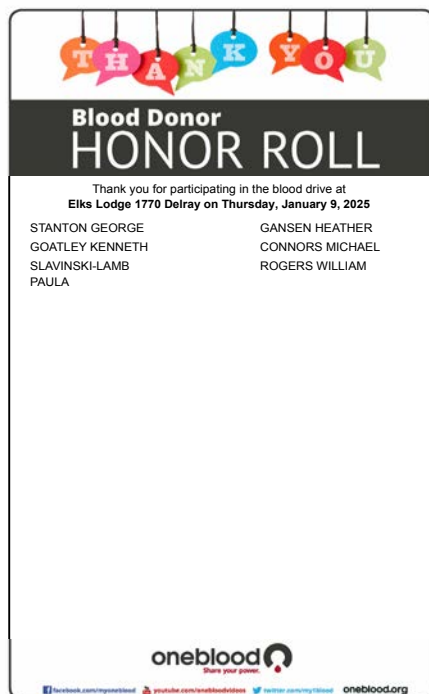 THANK YOU
Blood Donor
HONOR ROLL
Thank you for participating in the blood drive at
Elks Lodge 1770 Delray on Thursday, January 9, 2025
STANTON GEORGE
GOATLEY KENNETH
SLAVINSKI-LAMB
PAULA
GANSEN HEATHER
CONNORS MICHAEL
ROGERS WILLIAM
oneblood
Share your power.
facebook.com/myoneblood youtube.com/onebloodvideos twitter.com/my1blood oneblood.org